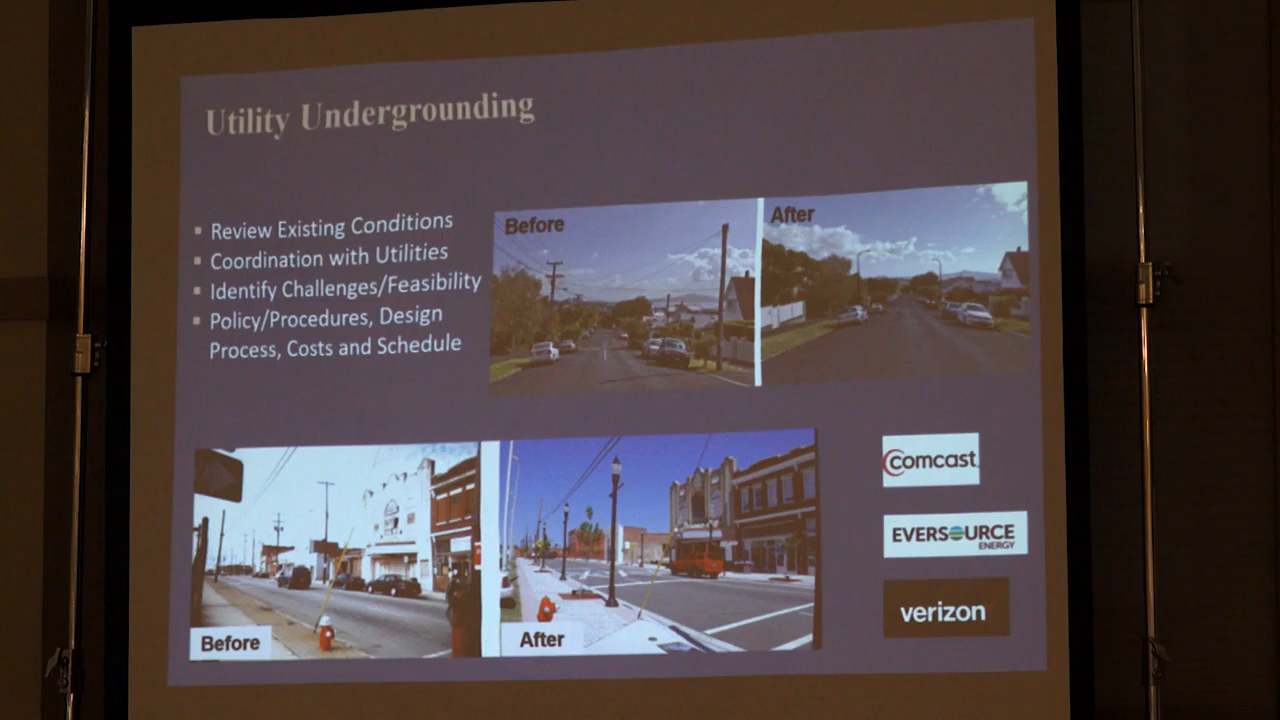 Utility Undergrounding
▪ Review Existing Conditions
▪ Coordination with Utilities
▪ Identify Challenges/Feasibility
▪ Policy/Procedures, Design
Process, Costs and Schedule
Before
After
Before
After
Comcast
EVERSOURCE
ENERGY
verizon